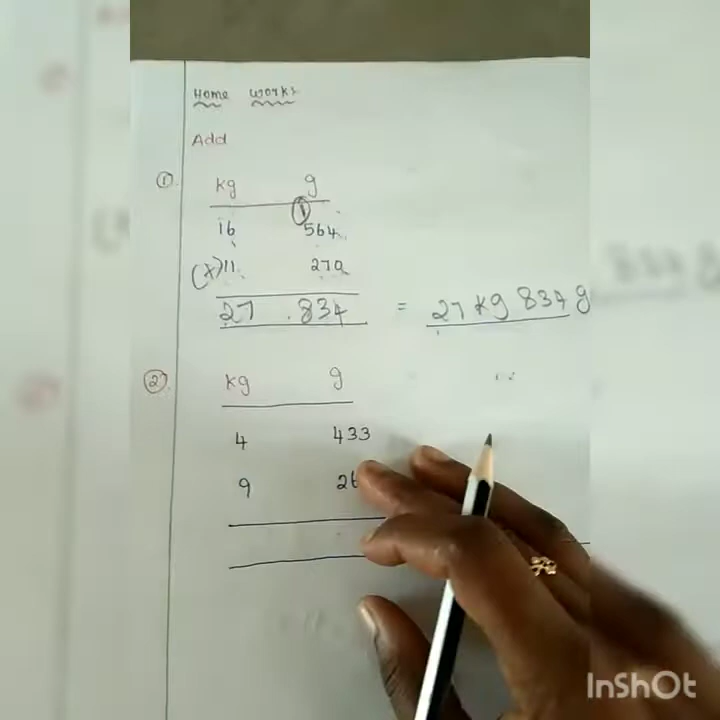 Home Works
Add
① kg g
1
16 564
(+) 11 270
27 834 = 27 kg 834 g
② kg g
4 433
9
InShOt